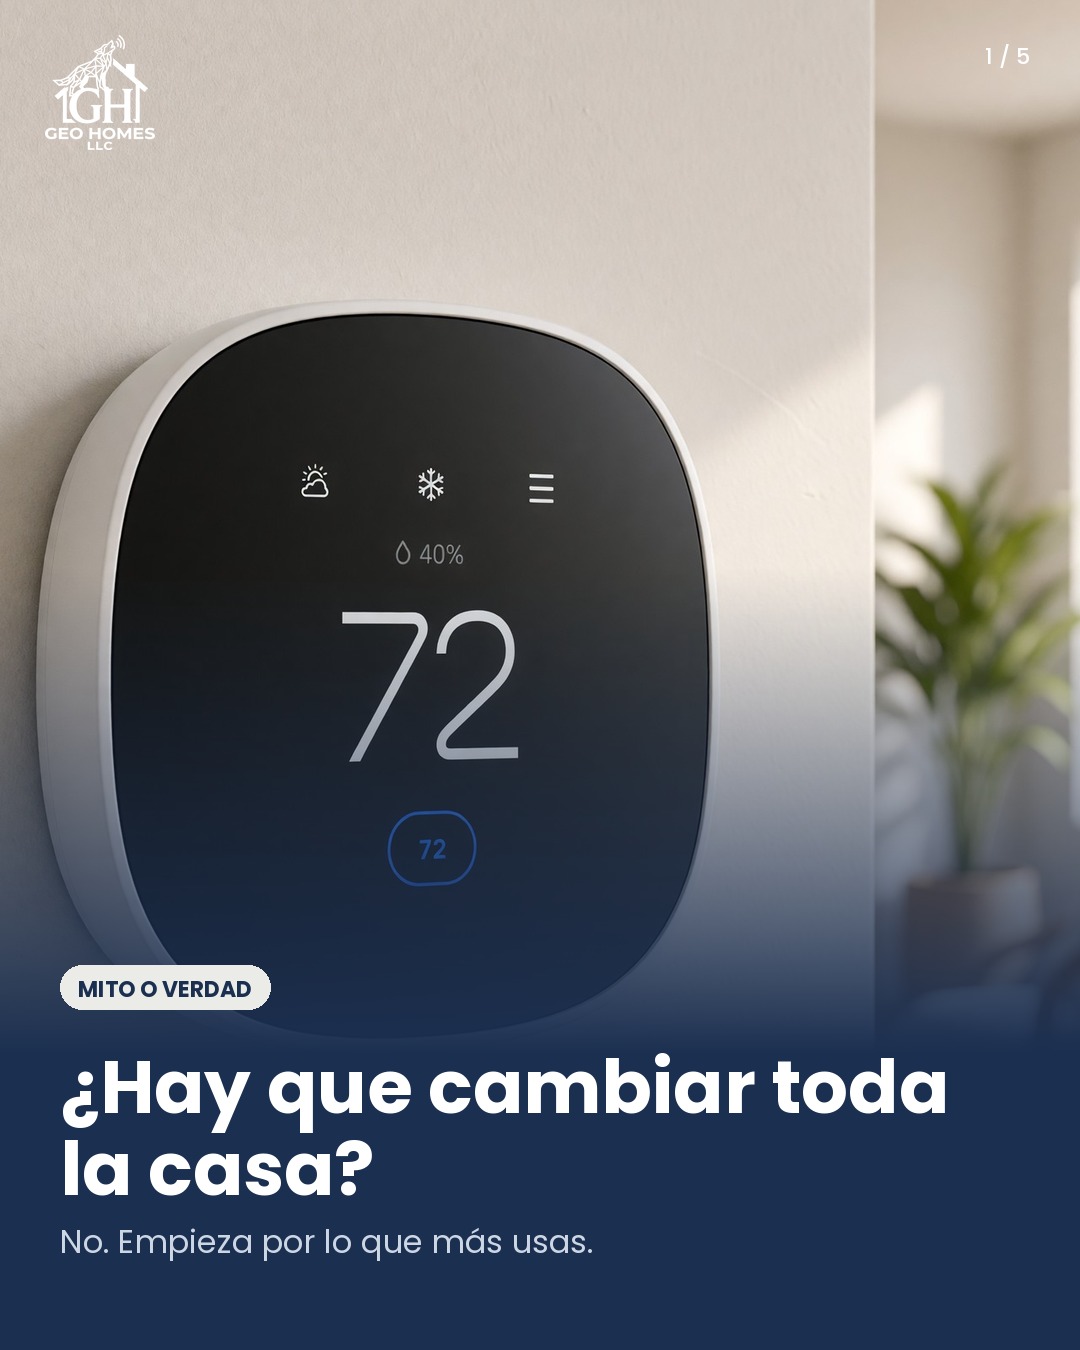 GH
GEO HOMES
LLC
1 / 5
40%
72
72
MITO O VERDAD
¿Hay que cambiar toda
la casa?
No. Empieza por lo que más usas.